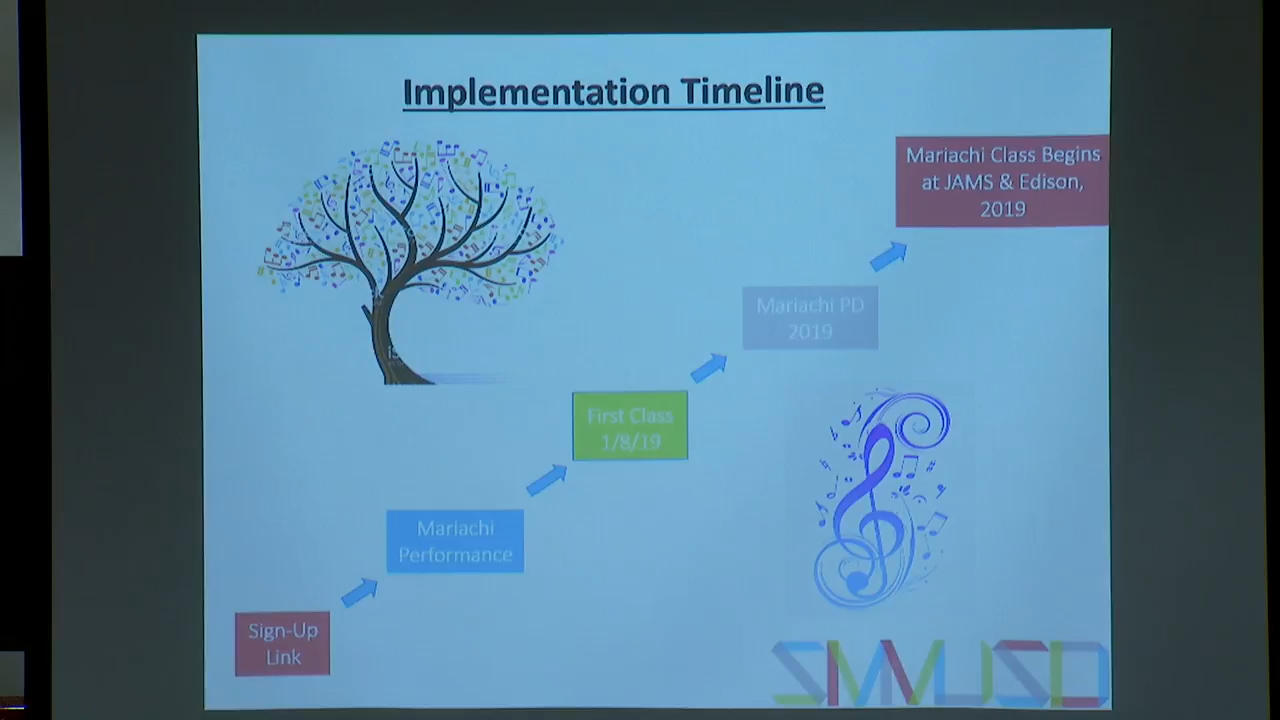 Implementation Timeline
Mariachi Class Begins
at JAMS & Edison,
2019
Mariachi PD
2019
First Class
1/8/19
Mariachi
Performance
Sign-Up
Link
SMMUSD